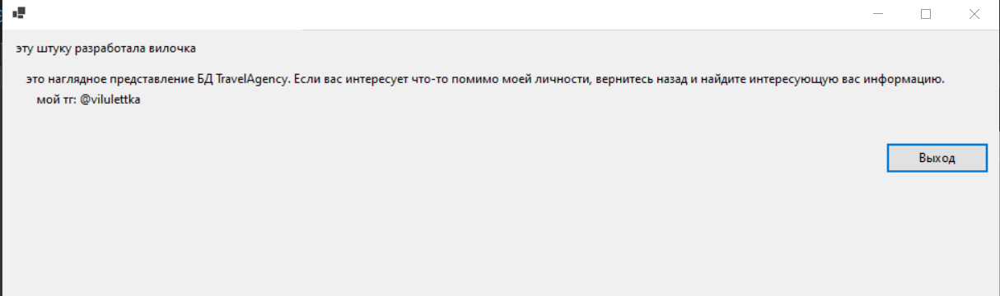 эту штуку разработала вилочка
это наглядное представление БД TravelAgency. Если вас интересует что-то помимо моей личности, вернитесь назад и найдите интересующую вас информацию.
мой тг: @vilulettka
Выход